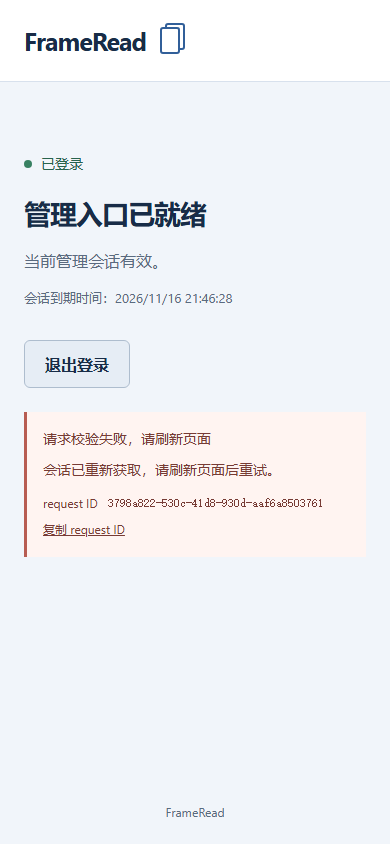 FrameRead
已登录
管理入口已就绪
当前管理会话有效。
会话到期时间：2026/11/16 21:46:28
退出登录
请求校验失败，请刷新页面
会话已重新获取，请刷新页面后重试。
request ID 3798a822-530c-41d8-930d-aaf6a8503761
复制 request ID
FrameRead